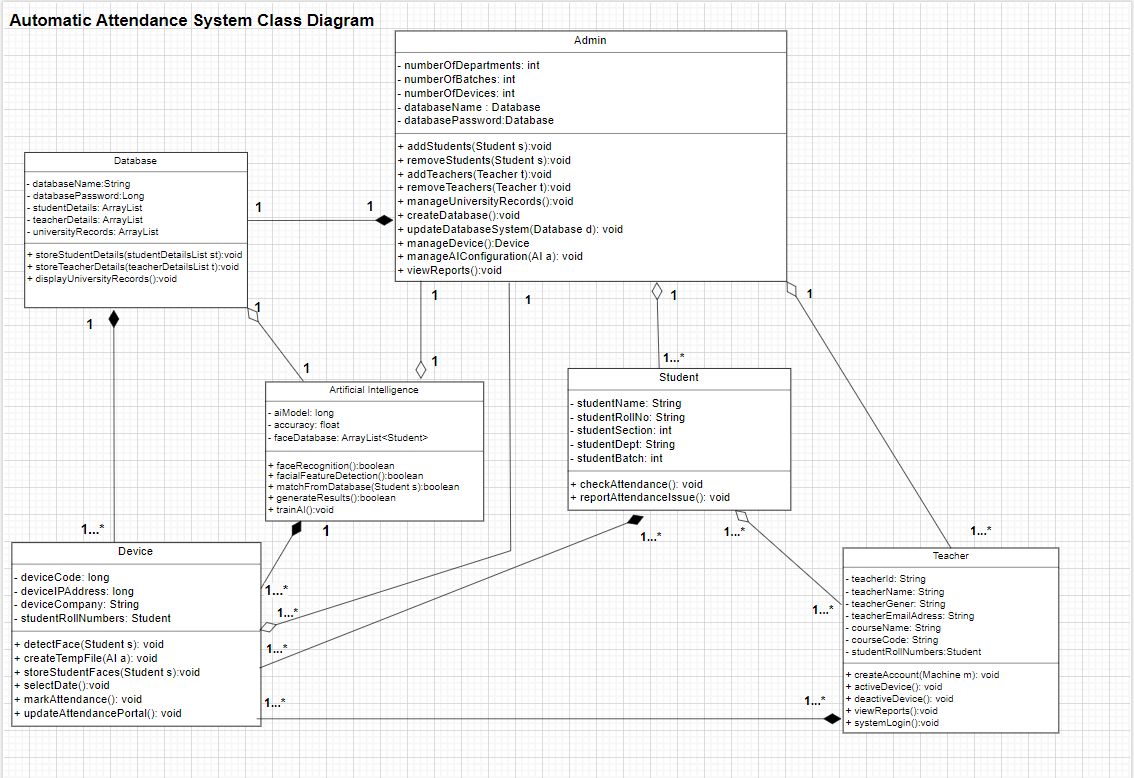 Automatic Attendance System Class Diagram
Admin
- numberOfDepartments: int
- numberOfBatches: int
- numberOfDevices: int
- databaseName : Database
- databasePassword:Database
+ addStudents(Student s):void
+ removeStudents(Student s):void
+ addTeachers(Teacher t):void
+ removeTeachers(Teacher t):void
+ manageUniversityRecords():void
+ createDatabase():void
+ updateDatabaseSystem(Database d): void
+ manageDevice():Device
+ manageAIConfiguration(AI a): void
+ viewReports():void
Database
- databaseName:String
- databasePassword:Long
- studentDetails: ArrayList
- teacherDetails: ArrayList
- universityRecords: ArrayList
+ storeStudentDetails(studentDetailsList st):void
+ storeTeacherDetails(teacherDetailsList t):void
+ displayUniversityRecords():void
1
1
1
1
1
1
1
1
1
1
1...*
1
Artificial Intelligence
- aiModel: long
- accuracy: float
- faceDatabase: ArrayList<Student>
+ faceRecognition():boolean
+ facialFeatureDetection():boolean
+ matchFromDatabase(Student s):boolean
+ generateResults():boolean
+ trainAI():void
Student
- studentName: String
- studentRollNo: String
- studentSection: int
- studentDept: String
- studentBatch: int
+ checkAttendance(): void
+ reportAttendanceIssue(): void
1...*
1...*
1...*
1...*
Device
- deviceCode: long
- deviceIPAddress: long
- deviceCompany: String
- studentRollNumbers: Student
+ detectFace(Student s): void
+ createTempFile(AI a): void
+ storeStudentFaces(Student s):void
+ selectDate():void
+ markAttendance(): void
+ updateAttendancePortal(): void
1...*
1...*
1...*
1...*
1...*
1...*
Teacher
- teacherId: String
- teacherName: String
- teacherGener: String
- teacherEmailAdress: String
- courseName: String
- courseCode: String
- studentRollNumbers:Student
+ createAccount(Machine m): void
+ activeDevice(): void
+ deactiveDevice(): void
+ viewReports():void
+ systemLogin():void